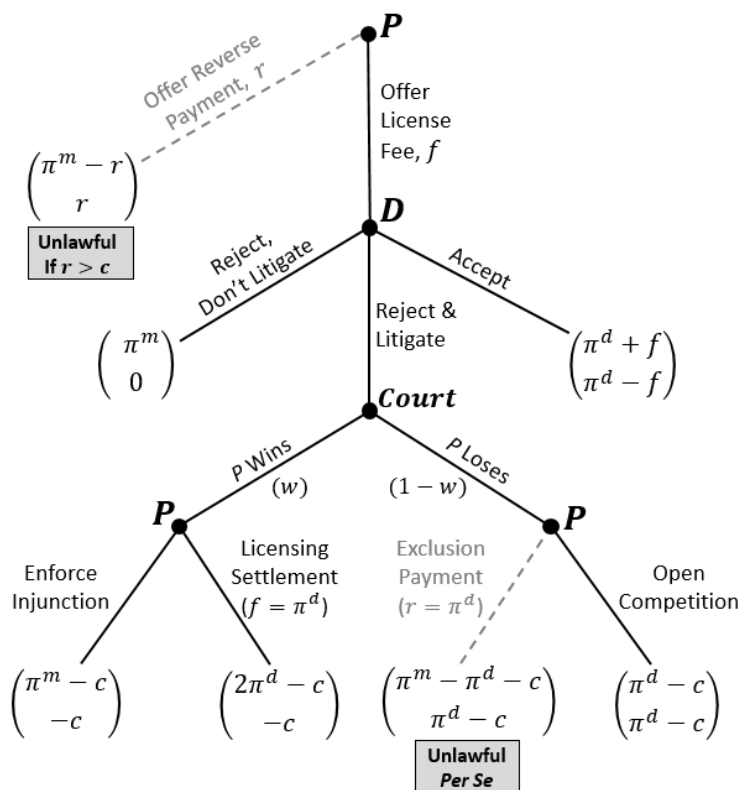 P
Offer Reverse
Payment, r
Offer
License
Fee, f
π^m − r
r
Unlawful
If r > c
D
Reject,
Don't Litigate
Accept
Reject &
Litigate
π^m
0
π^d + f
π^d − f
Court
P Wins
(w)
P Loses
(1 − w)
P
P
Enforce
Injunction
Licensing
Settlement
(f = π^d)
Exclusion
Payment
(r = π^d)
Open
Competition
π^m − c
−c
2π^d − c
−c
π^m − π^d − c
π^d − c
π^d − c
π^d − c
Unlawful
Per Se